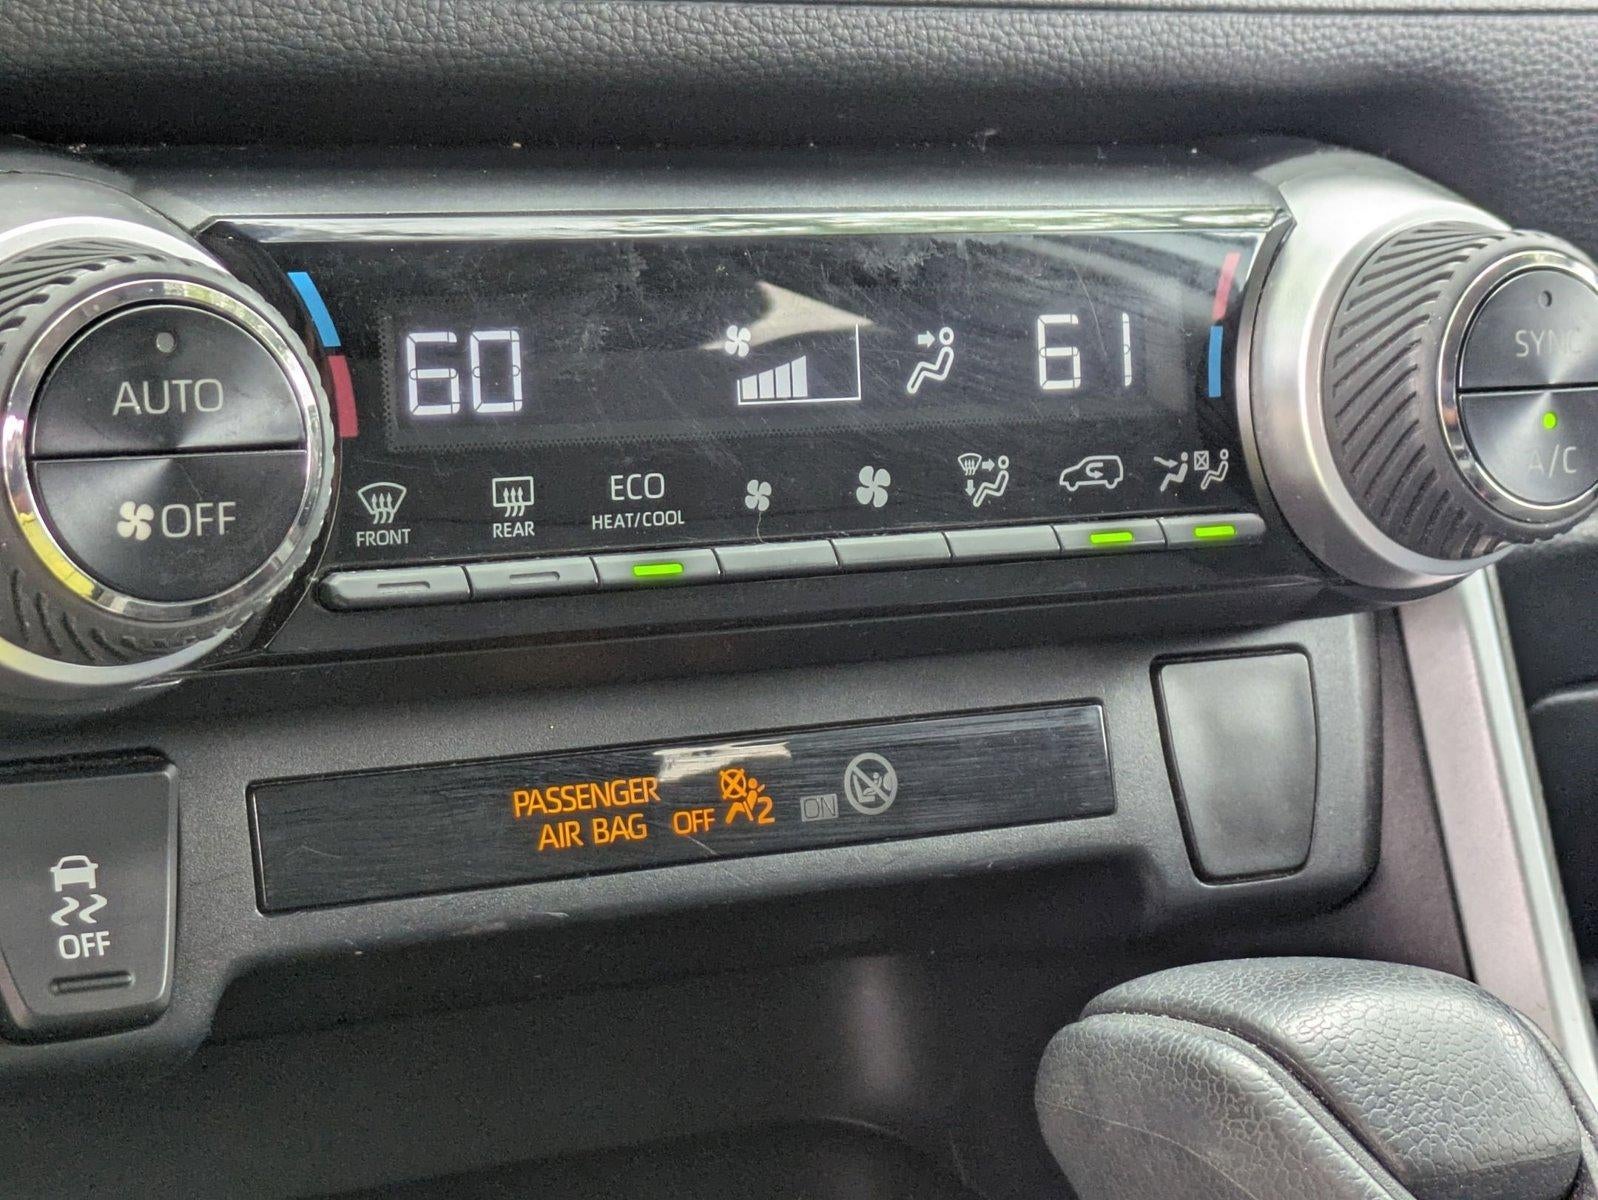 60
61
AUTO
OFF
SYNC
A/C
FRONT
REAR
ECO
HEAT/COOL
PASSENGER
AIR BAG OFF 2 ON
OFF